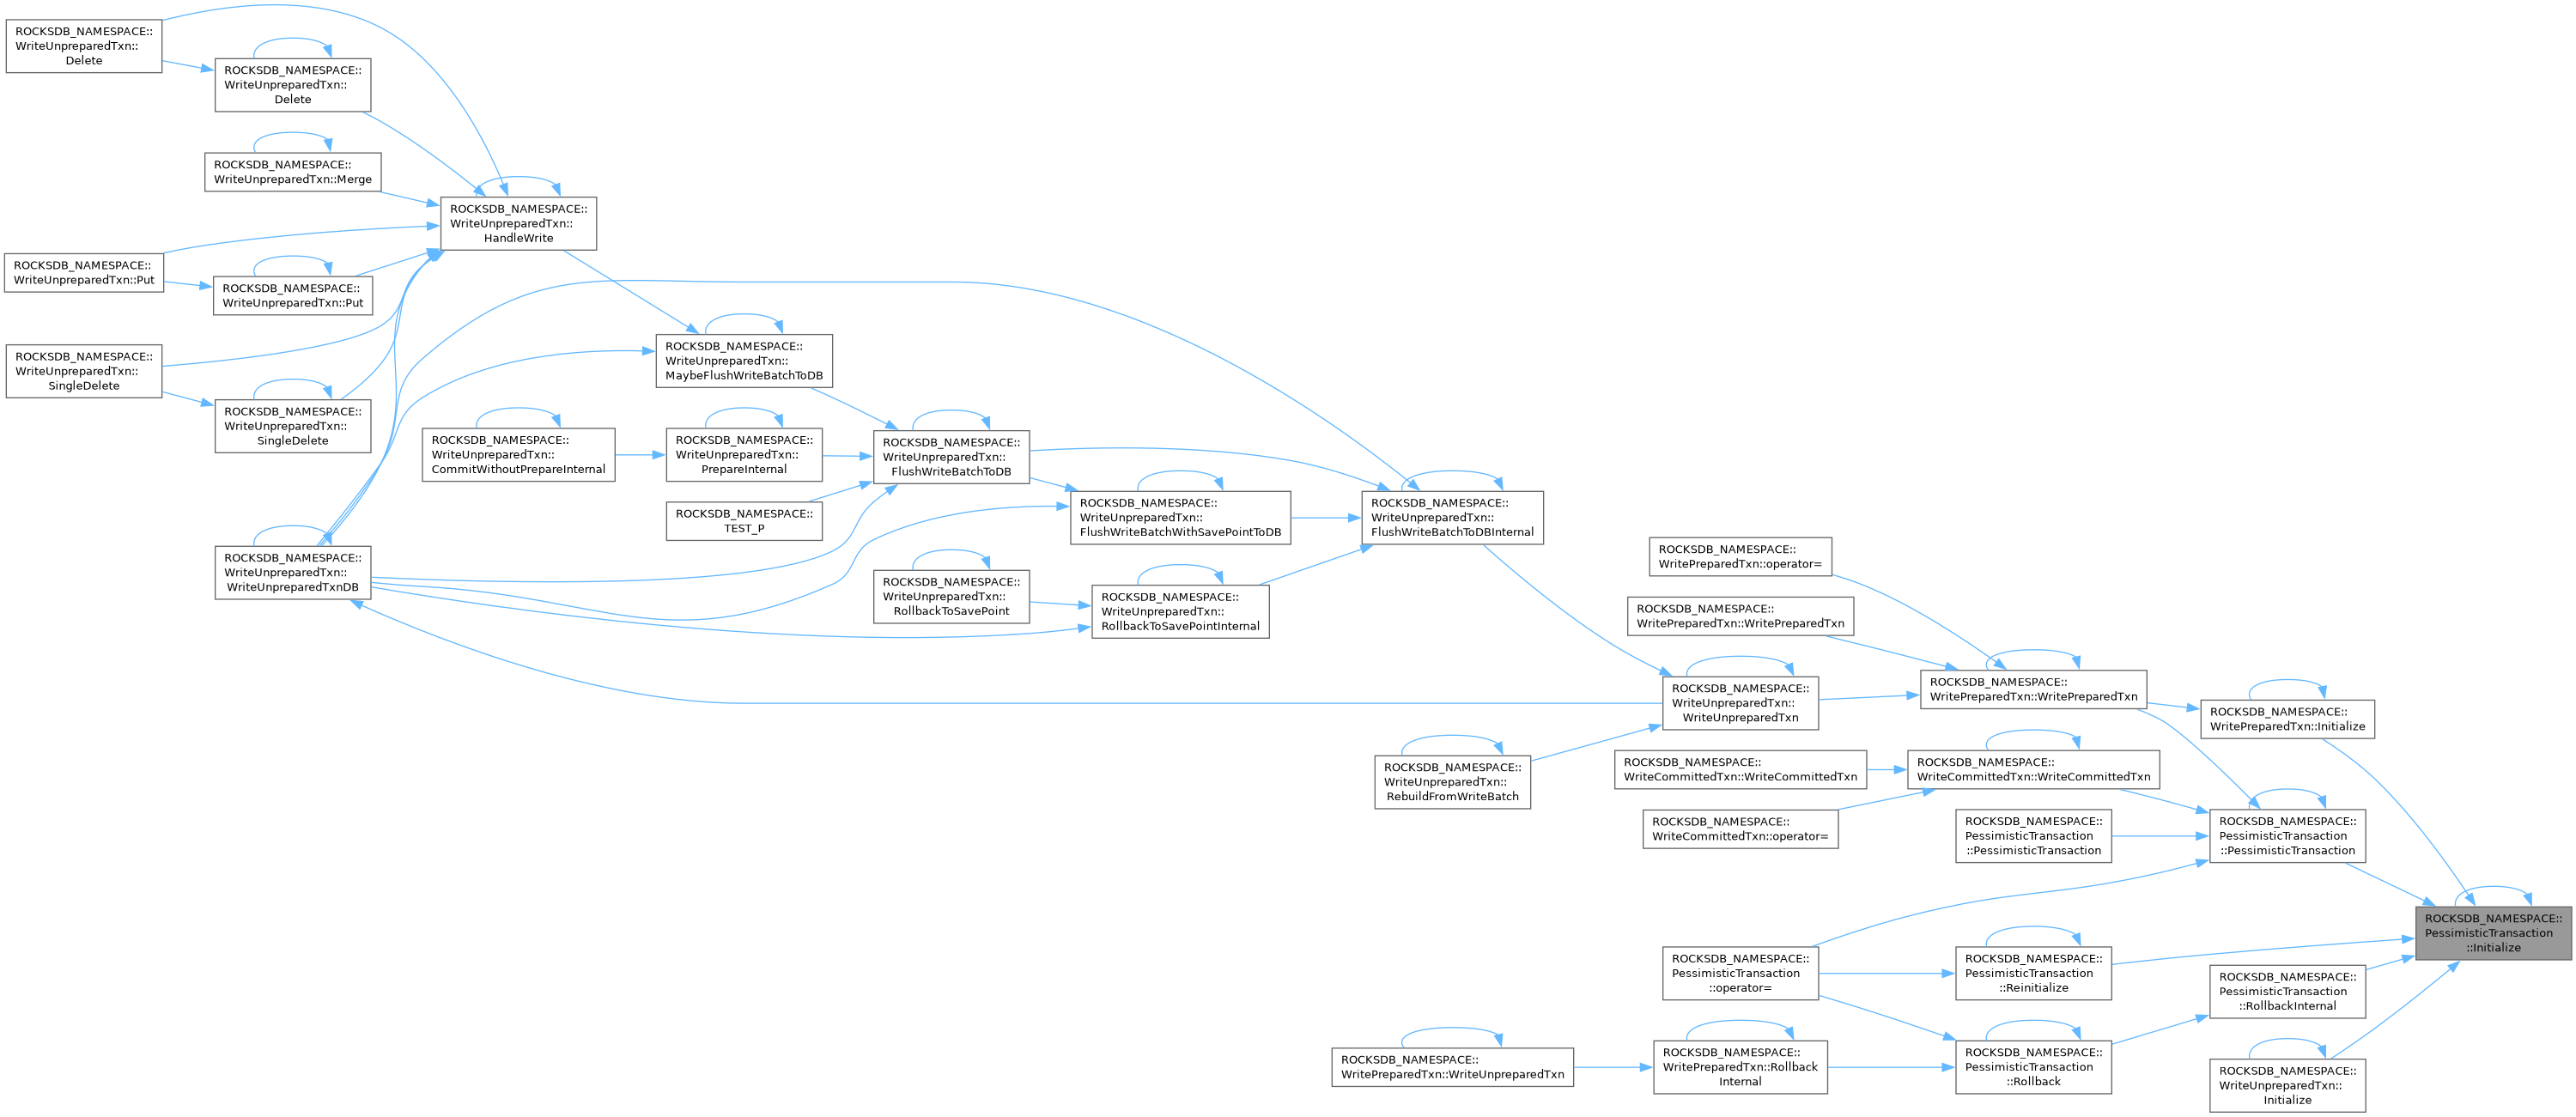 ROCKSDB_NAMESPACE::
WriteUnpreparedTxn::
Delete
ROCKSDB_NAMESPACE::
WriteUnpreparedTxn::
Delete
ROCKSDB_NAMESPACE::
WriteUnpreparedTxn::Merge
ROCKSDB_NAMESPACE::
WriteUnpreparedTxn::
HandleWrite
ROCKSDB_NAMESPACE::
WriteUnpreparedTxn::Put
ROCKSDB_NAMESPACE::
WriteUnpreparedTxn::Put
ROCKSDB_NAMESPACE::
WriteUnpreparedTxn::
SingleDelete
ROCKSDB_NAMESPACE::
WriteUnpreparedTxn::
SingleDelete
ROCKSDB_NAMESPACE::
WriteUnpreparedTxn::
MaybeFlushWriteBatchToDB
ROCKSDB_NAMESPACE::
WriteUnpreparedTxn::
CommitWithoutPrepareInternal
ROCKSDB_NAMESPACE::
WriteUnpreparedTxn::
PrepareInternal
ROCKSDB_NAMESPACE::
WriteUnpreparedTxn::
FlushWriteBatchToDB
ROCKSDB_NAMESPACE::
TEST_P
ROCKSDB_NAMESPACE::
WriteUnpreparedTxn::
FlushWriteBatchWithSavePointToDB
ROCKSDB_NAMESPACE::
WriteUnpreparedTxn::
FlushWriteBatchToDBInternal
ROCKSDB_NAMESPACE::
WriteUnpreparedTxn::
WriteUnpreparedTxnDB
ROCKSDB_NAMESPACE::
WriteUnpreparedTxn::
RollbackToSavePoint
ROCKSDB_NAMESPACE::
WriteUnpreparedTxn::
RollbackToSavePointInternal
ROCKSDB_NAMESPACE::
WritePreparedTxn::operator=
ROCKSDB_NAMESPACE::
WritePreparedTxn::WritePreparedTxn
ROCKSDB_NAMESPACE::
WriteUnpreparedTxn::
WriteUnpreparedTxn
ROCKSDB_NAMESPACE::
WritePreparedTxn::WritePreparedTxn
ROCKSDB_NAMESPACE::
WritePreparedTxn::Initialize
ROCKSDB_NAMESPACE::
WriteUnpreparedTxn::
RebuildFromWriteBatch
ROCKSDB_NAMESPACE::
WriteCommittedTxn::WriteCommittedTxn
ROCKSDB_NAMESPACE::
WriteCommittedTxn::WriteCommittedTxn
ROCKSDB_NAMESPACE::
WriteCommittedTxn::operator=
ROCKSDB_NAMESPACE::
PessimisticTransaction
::PessimisticTransaction
ROCKSDB_NAMESPACE::
PessimisticTransaction
::PessimisticTransaction
ROCKSDB_NAMESPACE::
PessimisticTransaction
::Initialize
ROCKSDB_NAMESPACE::
PessimisticTransaction
::operator=
ROCKSDB_NAMESPACE::
PessimisticTransaction
::Reinitialize
ROCKSDB_NAMESPACE::
PessimisticTransaction
::RollbackInternal
ROCKSDB_NAMESPACE::
WritePreparedTxn::WriteUnpreparedTxn
ROCKSDB_NAMESPACE::
WritePreparedTxn::Rollback
Internal
ROCKSDB_NAMESPACE::
PessimisticTransaction
::Rollback
ROCKSDB_NAMESPACE::
WriteUnpreparedTxn::
Initialize